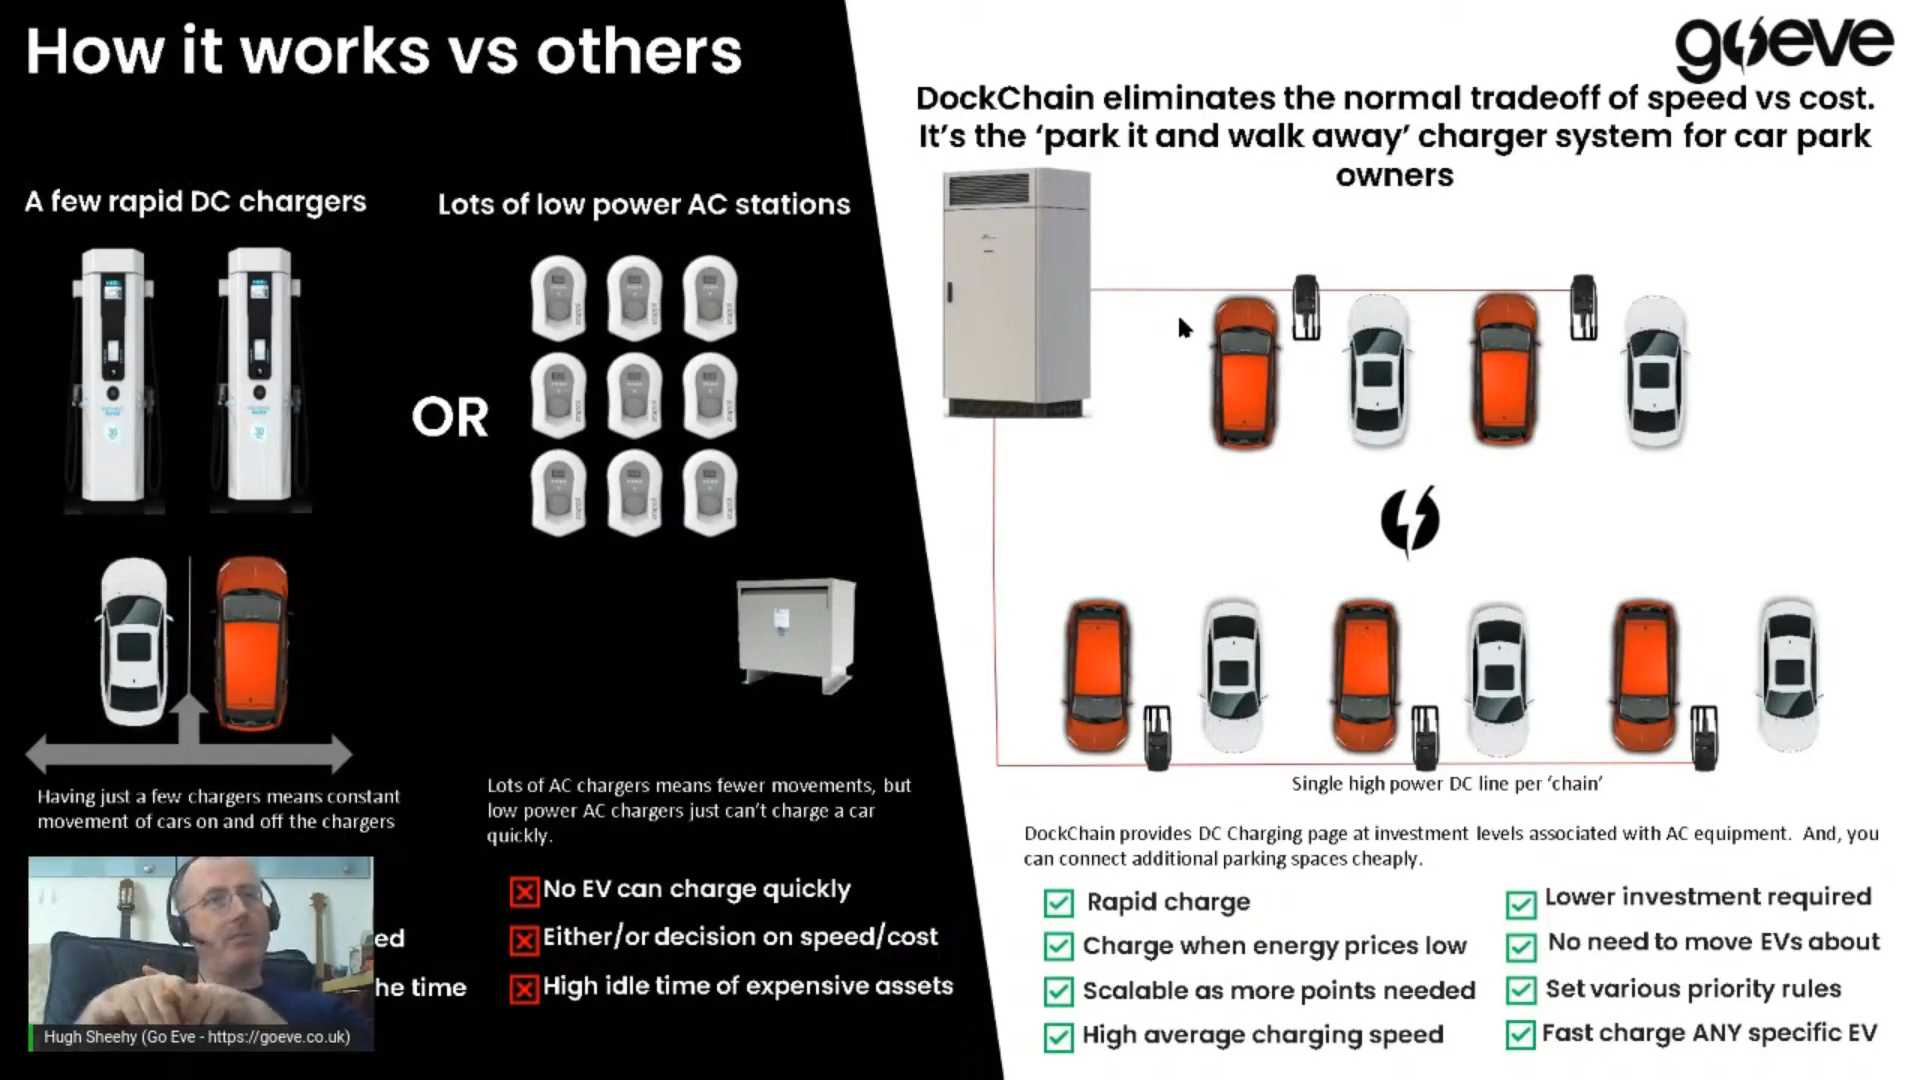 How it works vs others
goeve
DockChain eliminates the normal tradeoff of speed vs cost.
It's the 'park it and walk away' charger system for car park
owners
A few rapid DC chargers
Lots of low power AC stations
OR
Having just a few chargers means constant
movement of cars on and off the chargers
Lots of AC chargers means fewer movements, but
low power AC chargers just can't charge a car
quickly.
ed
he time
No EV can charge quickly
Either/or decision on speed/cost
High idle time of expensive assets
Single high power DC line per 'chain'
DockChain provides DC Charging page at investment levels associated with AC equipment. And, you
can connect additional parking spaces cheaply.
Rapid charge
Charge when energy prices low
Scalable as more points needed
High average charging speed
Lower investment required
No need to move EVs about
Set various priority rules
Fast charge ANY specific EV
Hugh Sheehy (Go Eve - https://goeve.co.uk)